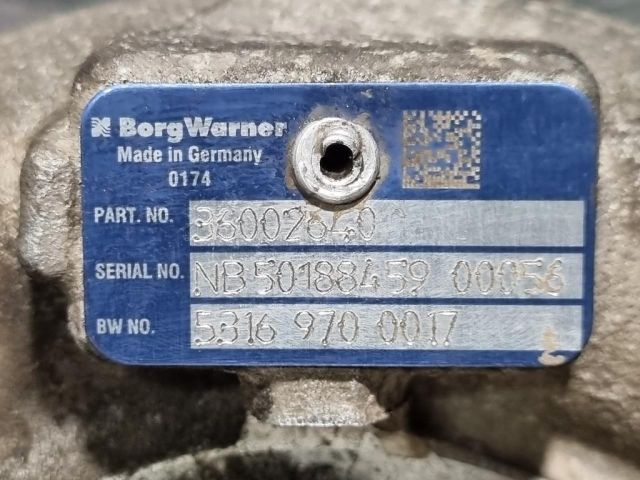 BorgWarner
Made in Germany
0174
PART. NO. 36002640
SERIAL NO. NB50188459 00056
BW NO. 5316 970 0017